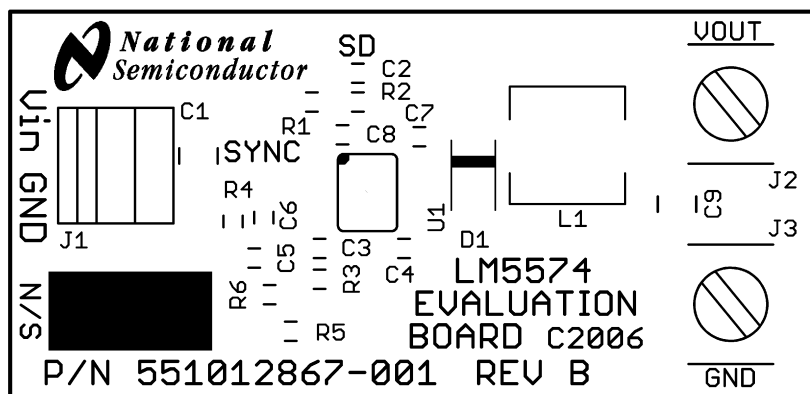 National
Semiconductor
SD
VOUT
C2
R2
C1
R1
C7
C8
Vin
SYNC
R4
J2
GND
C6
U1
L1
C9
J3
J1
D1
C5
C3
C4
R3
R6
LM5574
N/S
EVALUATION
R5
BOARD C2006
P/N 551012867-001 REV B
GND